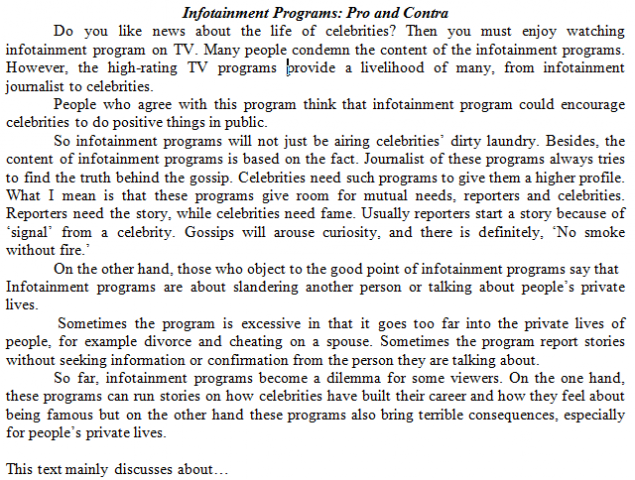 Infotainment Programs: Pro and Contra
Do you like news about the life of celebrities? Then you must enjoy watching
infotainment program on TV. Many people condemn the content of the infotainment programs.
However, the high-rating TV programs provide a livelihood of many, from infotainment
journalist to celebrities.
People who agree with this program think that infotainment program could encourage
celebrities to do positive things in public.
So infotainment programs will not just be airing celebrities' dirty laundry. Besides, the
content of infotainment programs is based on the fact. Journalist of these programs always tries
to find the truth behind the gossip. Celebrities need such programs to give them a higher profile.
What I mean is that these programs give room for mutual needs, reporters and celebrities.
Reporters need the story, while celebrities need fame. Usually reporters start a story because of
‘signal’ from a celebrity. Gossips will arouse curiosity, and there is definitely, ‘No smoke
without fire.’
On the other hand, those who object to the good point of infotainment programs say that
Infotainment programs are about slandering another person or talking about people’s private
lives.
Sometimes the program is excessive in that it goes too far into the private lives of
people, for example divorce and cheating on a spouse. Sometimes the program report stories
without seeking information or confirmation from the person they are talking about.
So far, infotainment programs become a dilemma for some viewers. On the one hand,
these programs can run stories on how celebrities have built their career and how they feel about
being famous but on the other hand these programs also bring terrible consequences, especially
for people’s private lives.
This text mainly discusses about…